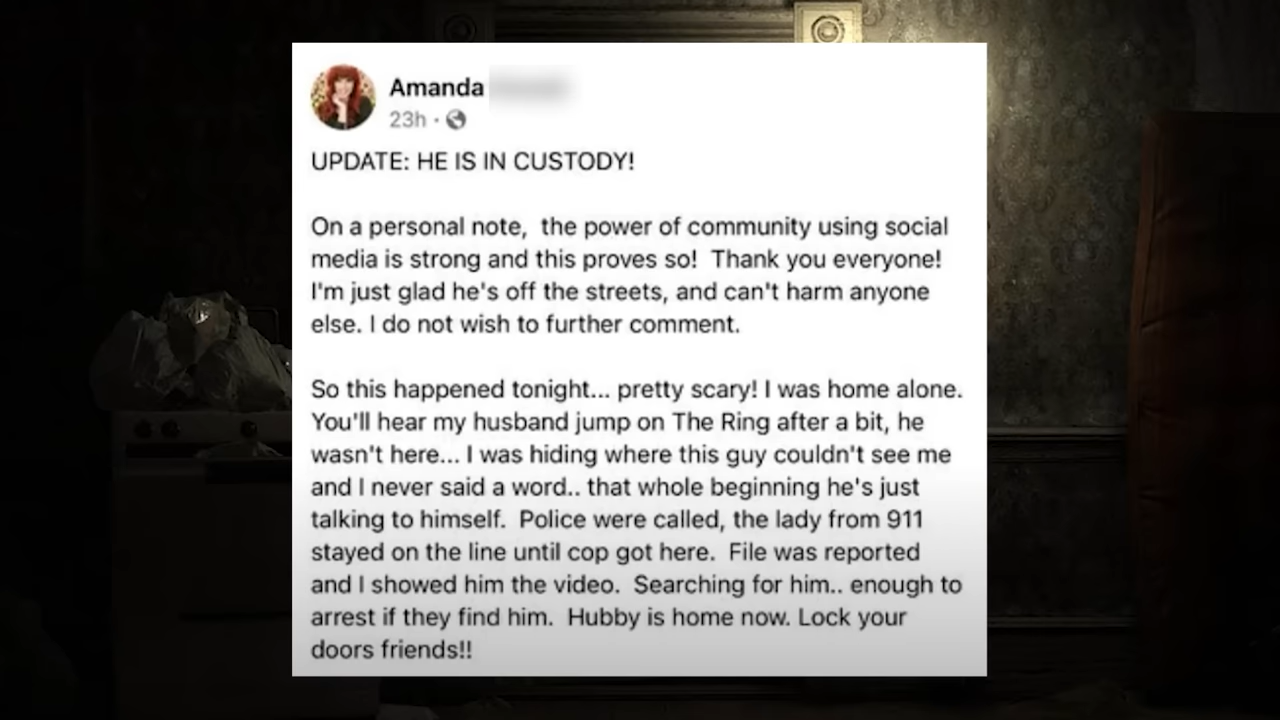 Amanda
23h ·
UPDATE: HE IS IN CUSTODY!
On a personal note,  the power of community using social
media is strong and this proves so!  Thank you everyone!
I'm just glad he's off the streets, and can't harm anyone
else. I do not wish to further comment.
So this happened tonight... pretty scary! I was home alone.
You'll hear my husband jump on The Ring after a bit, he
wasn't here... I was hiding where this guy couldn't see me
and I never said a word.. that whole beginning he's just
talking to himself.  Police were called, the lady from 911
stayed on the line until cop got here.  File was reported
and I showed him the video.  Searching for him.. enough to
arrest if they find him.  Hubby is home now. Lock your
doors friends!!